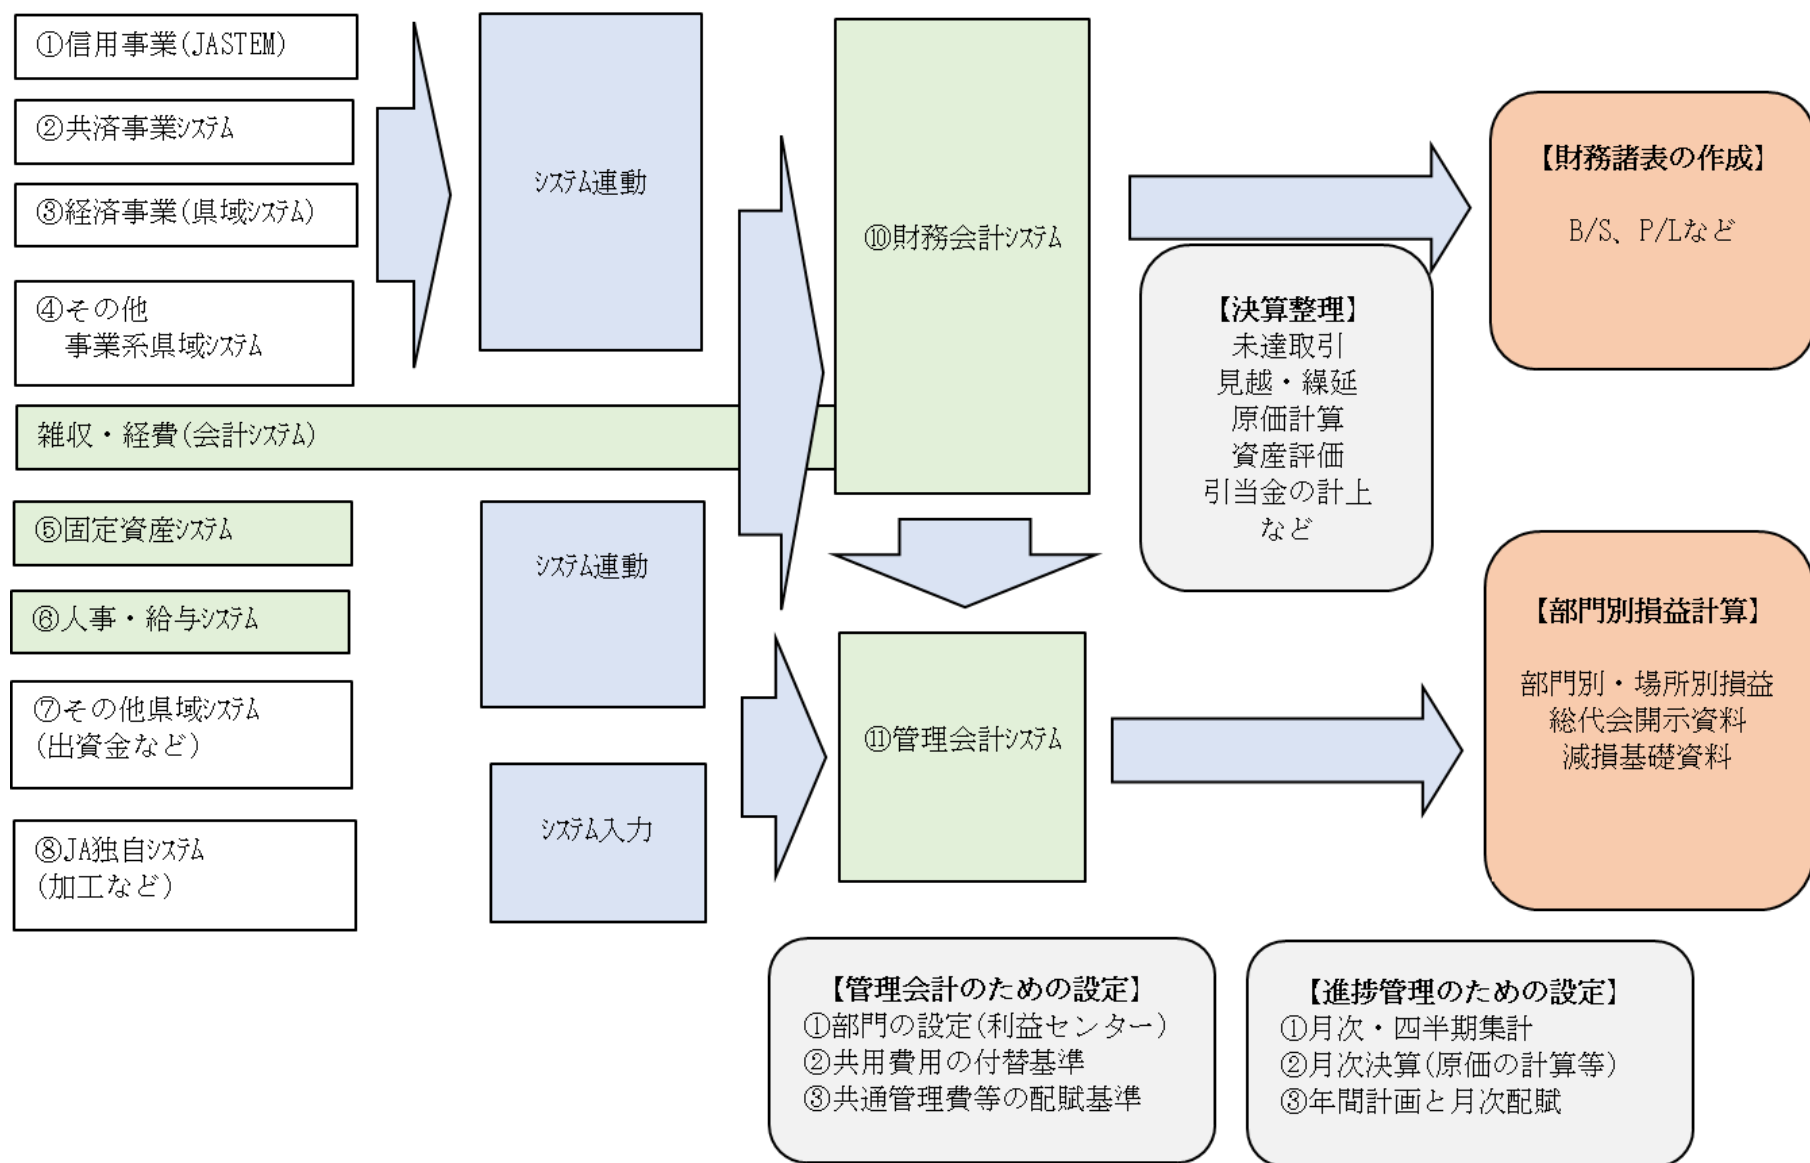 ①信用事業(JASTEM)
②共済事業ｼｽﾃﾑ
③経済事業(県域ｼｽﾃﾑ)
④その他
事業系県域ｼｽﾃﾑ
雑収・経費(会計ｼｽﾃﾑ)
⑤固定資産ｼｽﾃﾑ
⑥人事・給与ｼｽﾃﾑ
⑦その他県域ｼｽﾃﾑ
(出資金など)
⑧JA独自ｼｽﾃﾑ
(加工など)
ｼｽﾃﾑ連動
ｼｽﾃﾑ連動
ｼｽﾃﾑ入力
⑩財務会計ｼｽﾃﾑ
⑪管理会計ｼｽﾃﾑ
【決算整理】
未達取引
見越・繰延
原価計算
資産評価
引当金の計上
など
【財務諸表の作成】
B/S、P/Lなど
【部門別損益計算】
部門別・場所別損益
総代会開示資料
減損基礎資料
【管理会計のための設定】
①部門の設定(利益センター)
②共用費用の付替基準
③共通管理費等の配賦基準
【進捗管理のための設定】
①月次・四半期集計
②月次決算(原価の計算等)
③年間計画と月次配賦